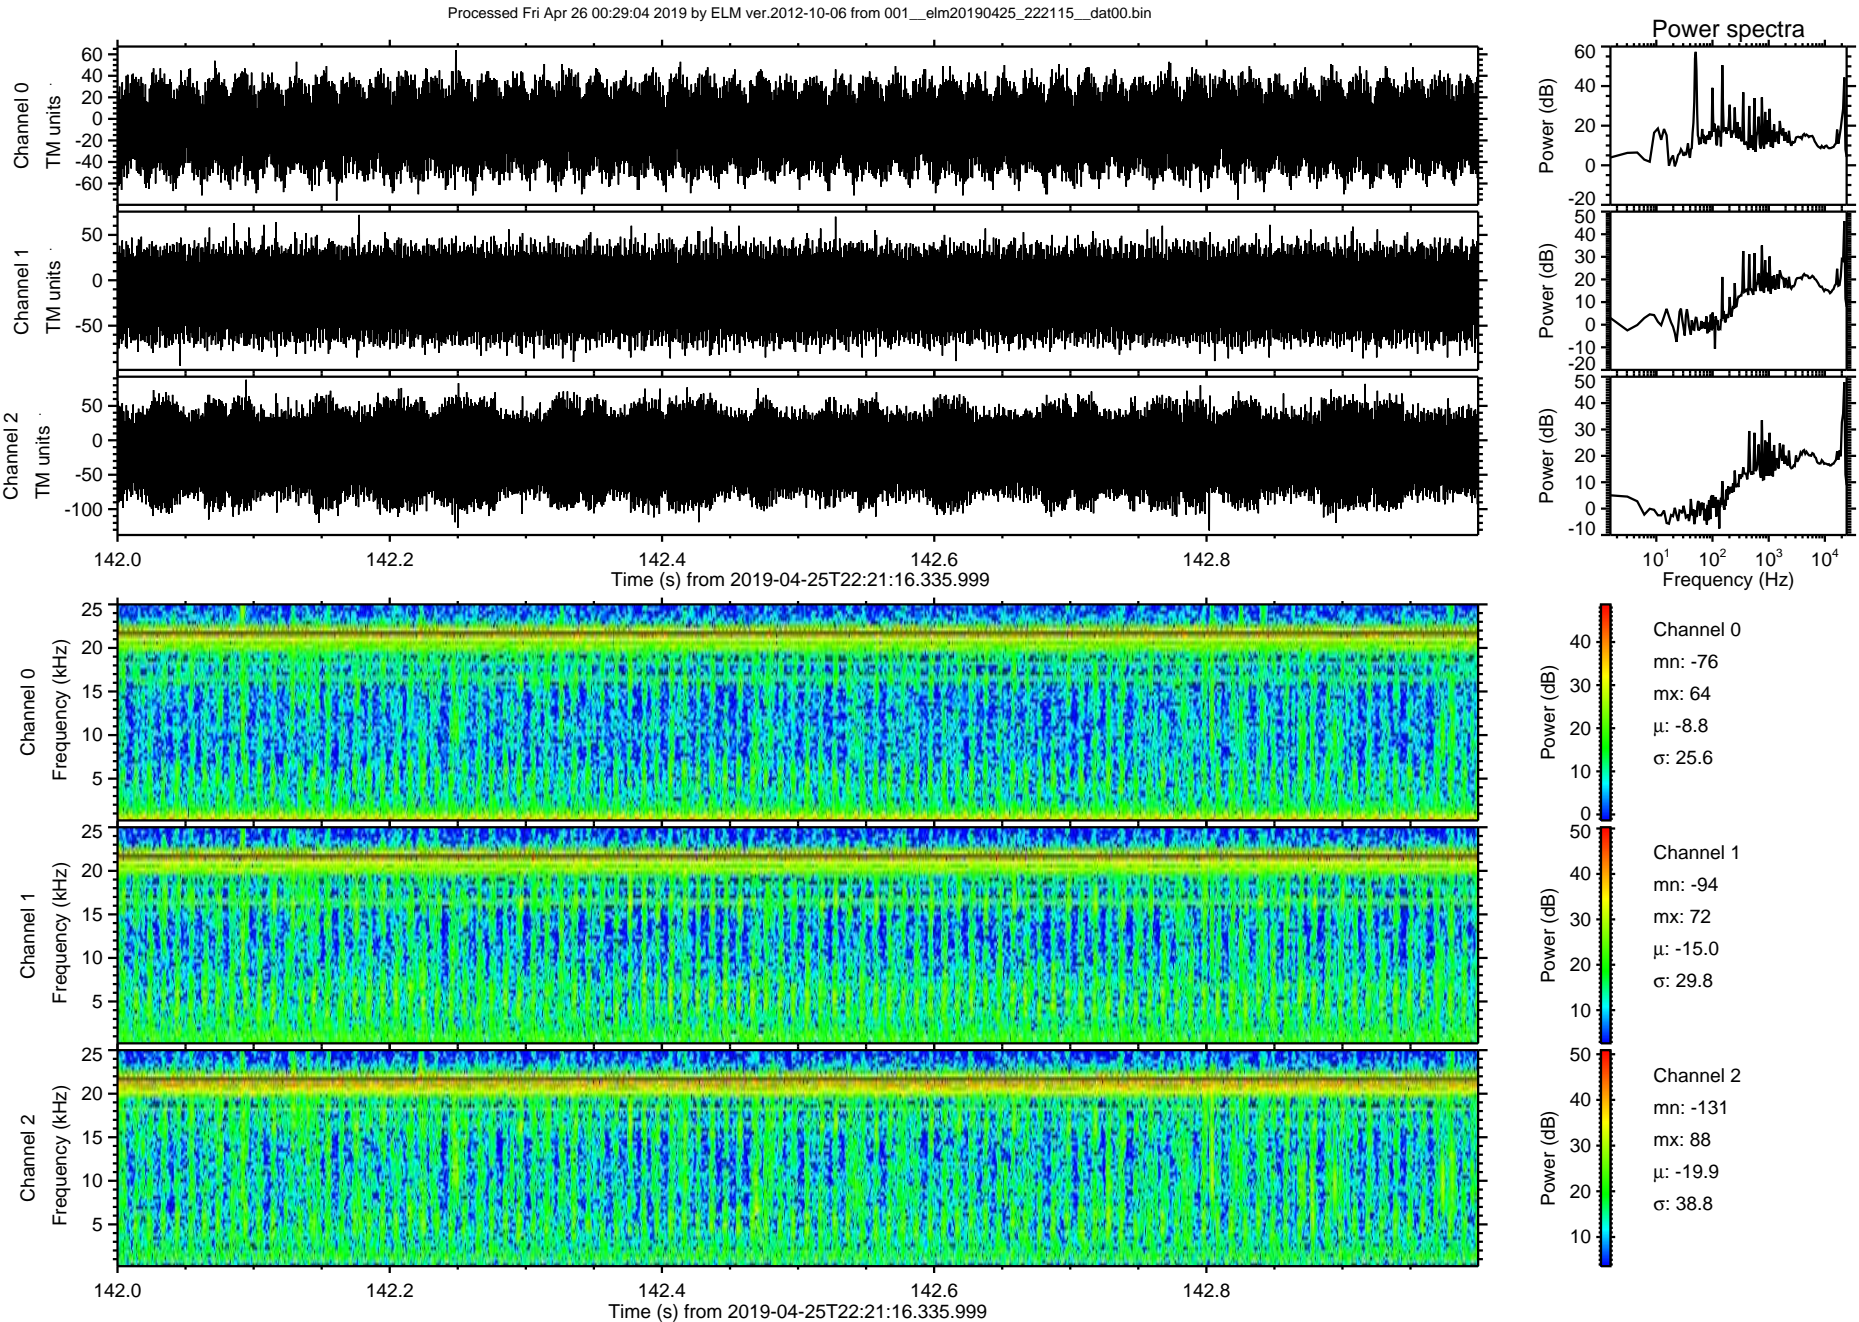 Processed Fri Apr 26 00:29:04 2019 by ELM ver.2012-10-06 from 001__elm20190425_222115__dat00.bin
Power spectra
Channel 0
TM units
60
40
20
0
-20
-40
-60
Power (dB)
60
40
20
0
-20
Channel 1
TM units
50
0
-50
Power (dB)
50
40
30
20
10
0
-10
-20
Channel 2
TM units
50
0
-50
-100
Power (dB)
50
40
30
20
10
0
-10
142.0 142.2 142.4 142.6 142.8
Time (s) from 2019-04-25T22:21:16.335.999
10^1 10^2 10^3 10^4
Frequency (Hz)
Channel 0
Frequency (kHz)
25
20
15
10
5
Power (dB)
40
30
20
10
0
Channel 0
mn: -76
mx: 64
μ: -8.8
σ: 25.6
Channel 1
Frequency (kHz)
25
20
15
10
5
Power (dB)
50
40
30
20
10
Channel 1
mn: -94
mx: 72
μ: -15.0
σ: 29.8
Channel 2
Frequency (kHz)
25
20
15
10
5
Power (dB)
50
40
30
20
10
Channel 2
mn: -131
mx: 88
μ: -19.9
σ: 38.8
142.0 142.2 142.4 142.6 142.8
Time (s) from 2019-04-25T22:21:16.335.999